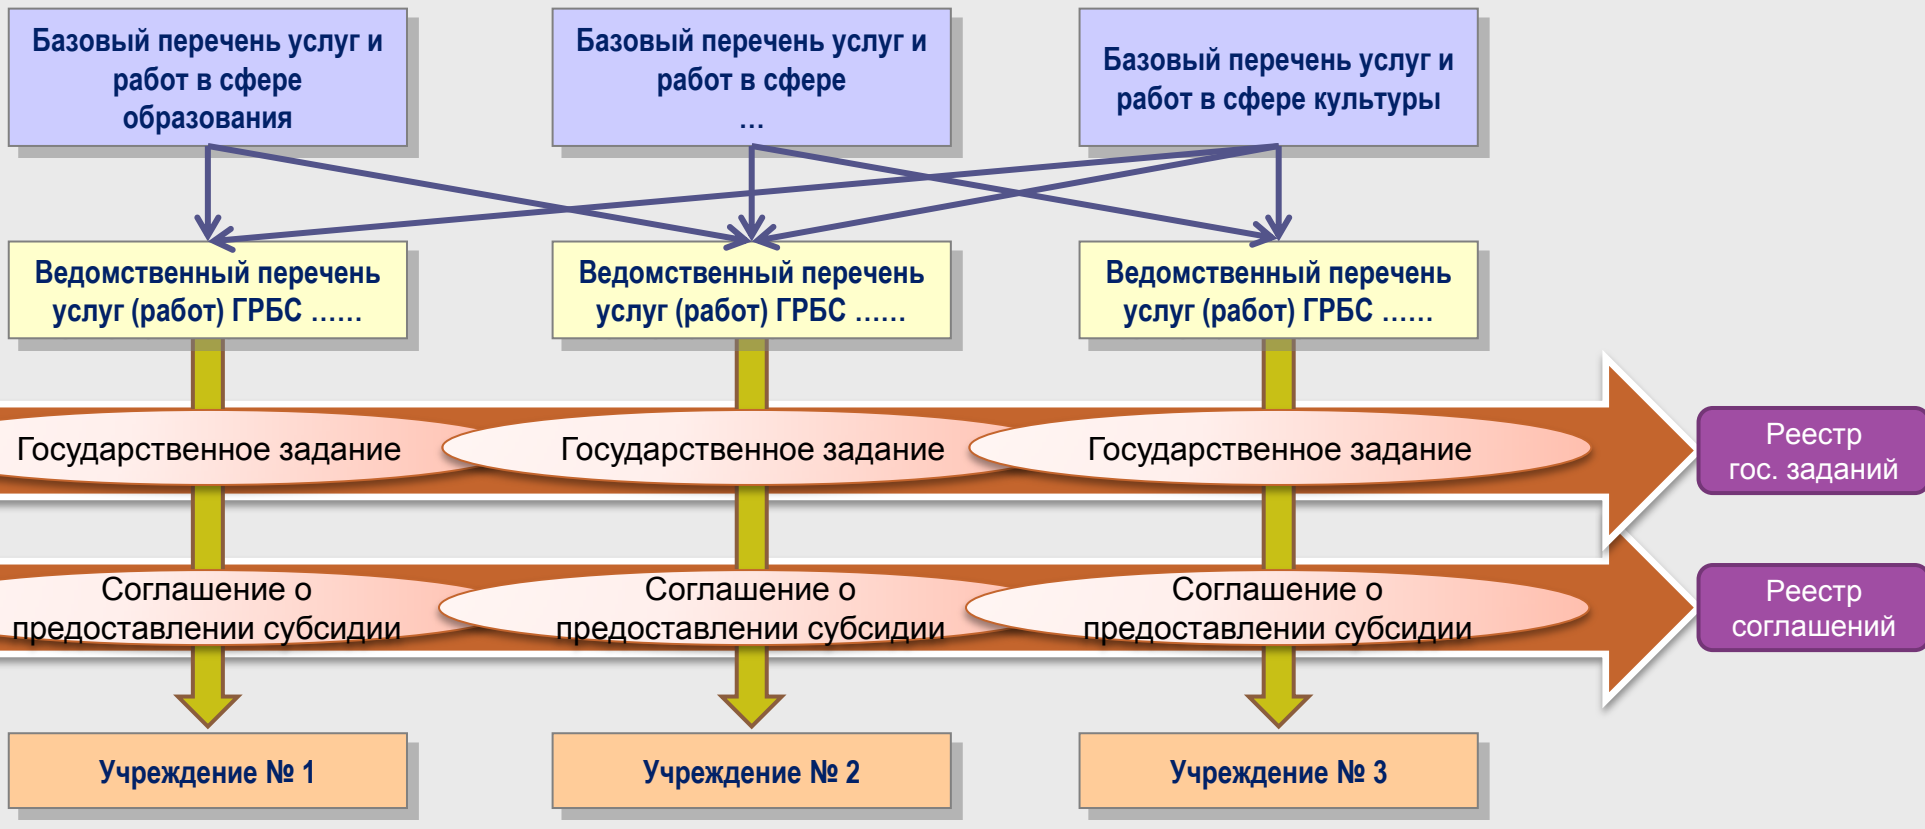 Базовый перечень услуг и
работ в сфере
образования
Базовый перечень услуг и
работ в сфере
…
Базовый перечень услуг и
работ в сфере культуры
Ведомственный перечень
услуг (работ) ГРБС ……
Ведомственный перечень
услуг (работ) ГРБС ……
Ведомственный перечень
услуг (работ) ГРБС ……
Государственное задание
Государственное задание
Государственное задание
Реестр
гос. заданий
Соглашение о
предоставлении субсидии
Соглашение о
предоставлении субсидии
Соглашение о
предоставлении субсидии
Реестр
соглашений
Учреждение № 1
Учреждение № 2
Учреждение № 3